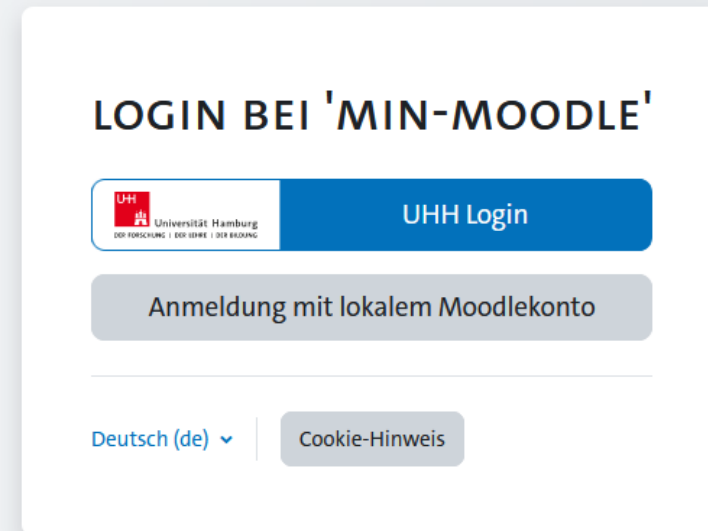 LOGIN BEI 'MIN-MOODLE'
UHH
Universität Hamburg
DER FORSCHUNG | DER LEHRE | DER BILDUNG
UHH Login
Anmeldung mit lokalem Moodlekonto
Deutsch (de)
Cookie-Hinweis